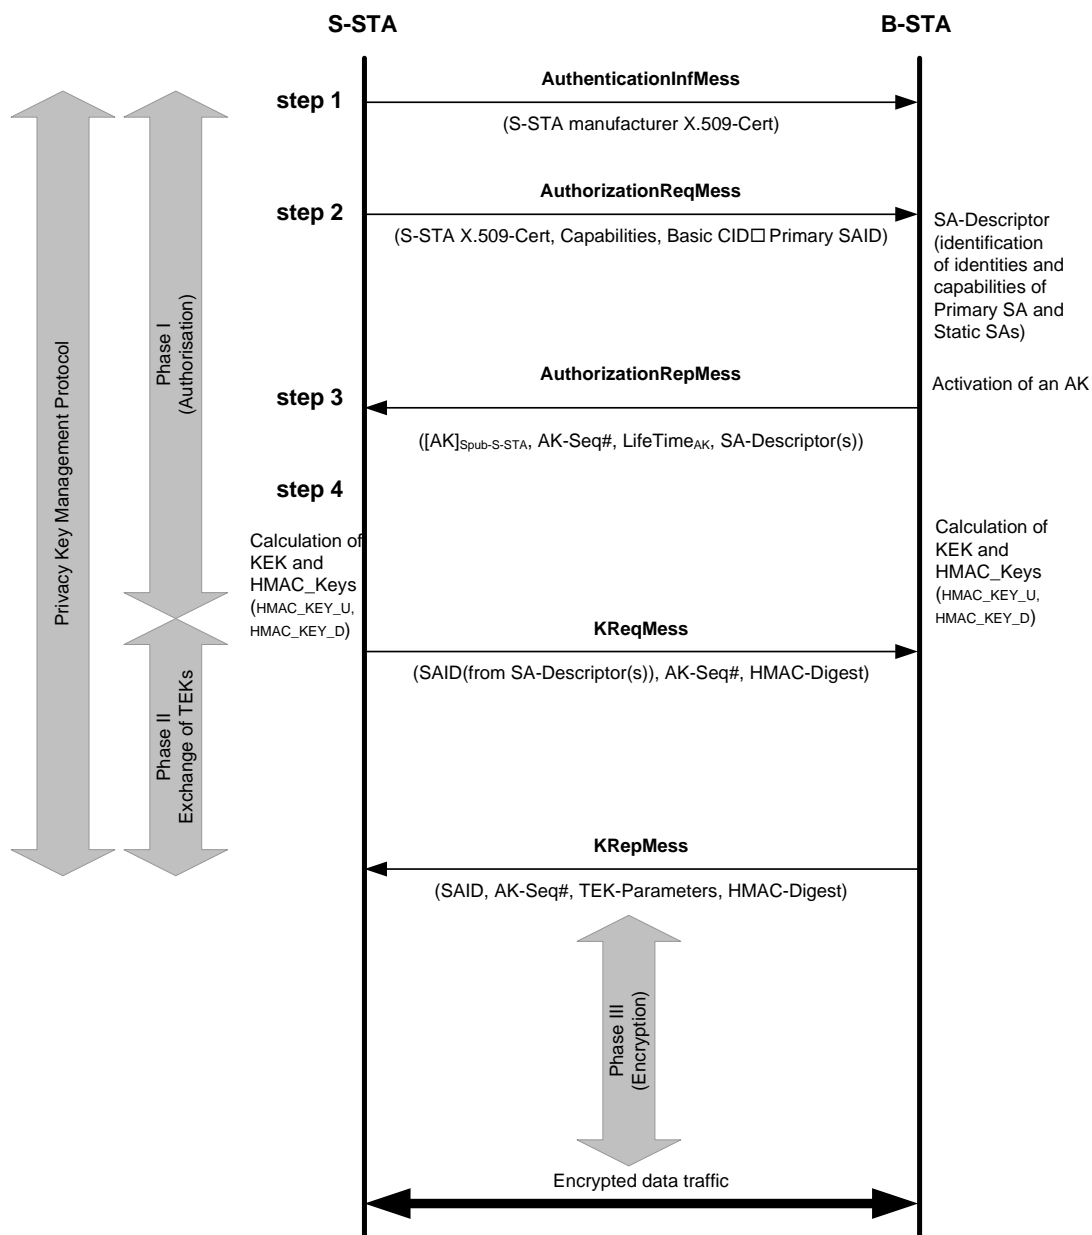 S-STA
B-STA
step 1
AuthenticationInfMess
(S-STA manufacturer X.509-Cert)
step 2
AuthorizationReqMess
(S-STA X.509-Cert, Capabilities, Basic CID□ Primary SAID)
SA-Descriptor
(identification
of identities and
capabilities of
Primary SA and
Static SAs)
Privacy Key Management Protocol
Phase I
(Authorisation)
step 3
AuthorizationRepMess
Activation of an AK
([AK]Spub-S-STA, AK-Seq#, LifeTimeAK, SA-Descriptor(s))
step 4
Calculation of
KEK and
HMAC_Keys
(HMAC_KEY_U,
HMAC_KEY_D)
Calculation of
KEK and
HMAC_Keys
(HMAC_KEY_U,
HMAC_KEY_D)
KReqMess
(SAID(from SA-Descriptor(s)), AK-Seq#, HMAC-Digest)
Phase II
Exchange of TEKs
KRepMess
(SAID, AK-Seq#, TEK-Parameters, HMAC-Digest)
Phase III
(Encryption)
Encrypted data traffic